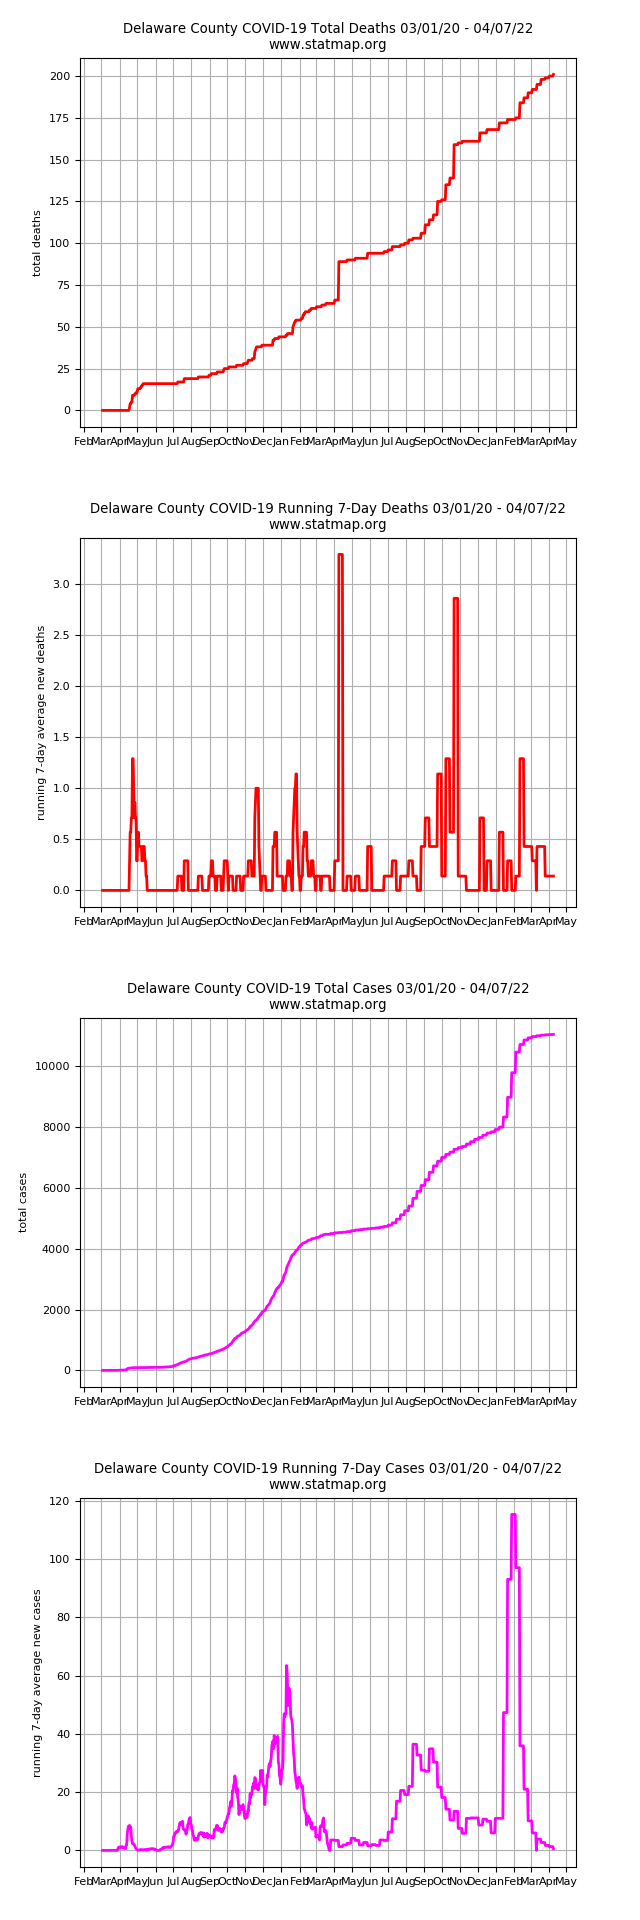 Delaware County COVID-19 Total Deaths 03/01/20 - 04/07/22
www.statmap.org
200
175
150
125
100
75
50
25
0
total deaths
Feb Mar Apr May Jun Jul Aug Sep Oct Nov Dec Jan Feb Mar Apr May Jun Jul Aug Sep Oct Nov Dec Jan Feb Mar Apr May
Delaware County COVID-19 Running 7-Day Deaths 03/01/20 - 04/07/22
www.statmap.org
3.0
2.5
2.0
1.5
1.0
0.5
0.0
running 7-day average new deaths
Feb Mar Apr May Jun Jul Aug Sep Oct Nov Dec Jan Feb Mar Apr May Jun Jul Aug Sep Oct Nov Dec Jan Feb Mar Apr May
Delaware County COVID-19 Total Cases 03/01/20 - 04/07/22
www.statmap.org
10000
8000
6000
4000
2000
0
total cases
Feb Mar Apr May Jun Jul Aug Sep Oct Nov Dec Jan Feb Mar Apr May Jun Jul Aug Sep Oct Nov Dec Jan Feb Mar Apr May
Delaware County COVID-19 Running 7-Day Cases 03/01/20 - 04/07/22
www.statmap.org
120
100
80
60
40
20
0
running 7-day average new cases
Feb Mar Apr May Jun Jul Aug Sep Oct Nov Dec Jan Feb Mar Apr May Jun Jul Aug Sep Oct Nov Dec Jan Feb Mar Apr May